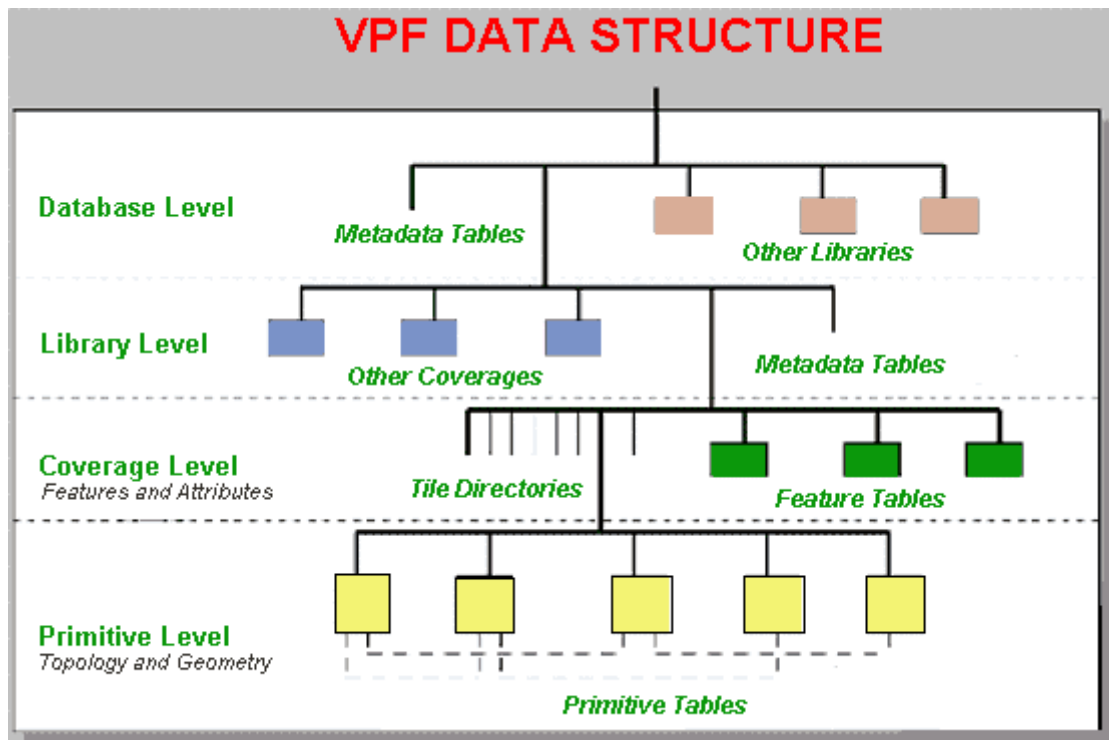 VPF DATA STRUCTURE
Database Level
Metadata Tables
Other Libraries
Library Level
Other Coverages
Metadata Tables
Coverage Level
Features and Attributes
Tile Directories
Feature Tables
Primitive Level
Topology and Geometry
Primitive Tables